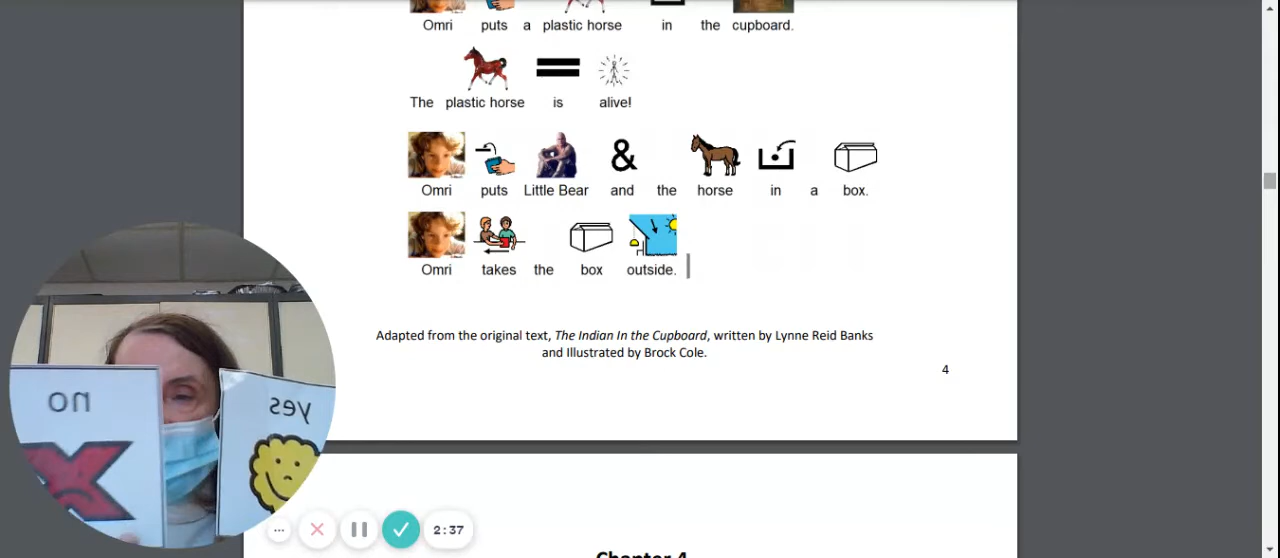 Omri puts a plastic horse in the cupboard.
The plastic horse is alive!
&
Omri puts Little Bear and the horse in a box.
Omri takes the box outside.
Adapted from the original text, The Indian In the Cupboard, written by Lynne Reid Banks
and Illustrated by Brock Cole.
4
no
yes
2:37
Chapter 4